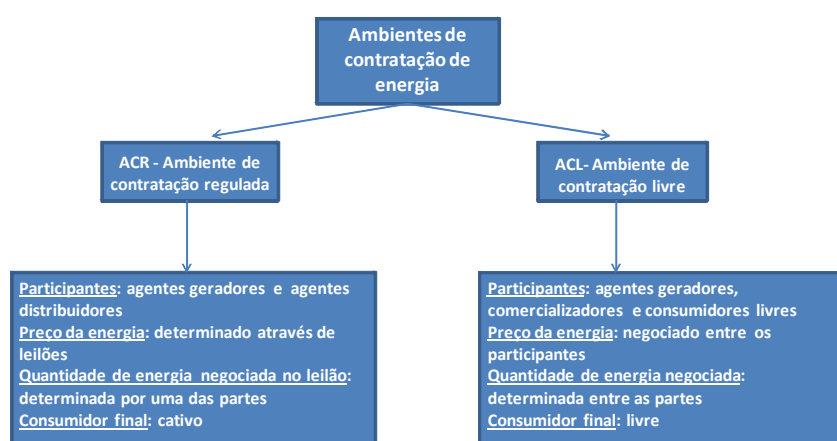 Ambientes de
contratação de
energia
ACR - Ambiente de
contratação regulada
ACL- Ambiente de
contratação livre
Participantes: agentes geradores e agentes
distribuidores
Preço da energia: determinado através de
leilões
Quantidade de energia negociada no leilão:
determinada por uma das partes
Consumidor final: cativo
Participantes: agentes geradores,
comercializadores e consumidores livres
Preço da energia: negociado entre os
participantes
Quantidade de energia negociada:
determinada entre as partes
Consumidor final: livre